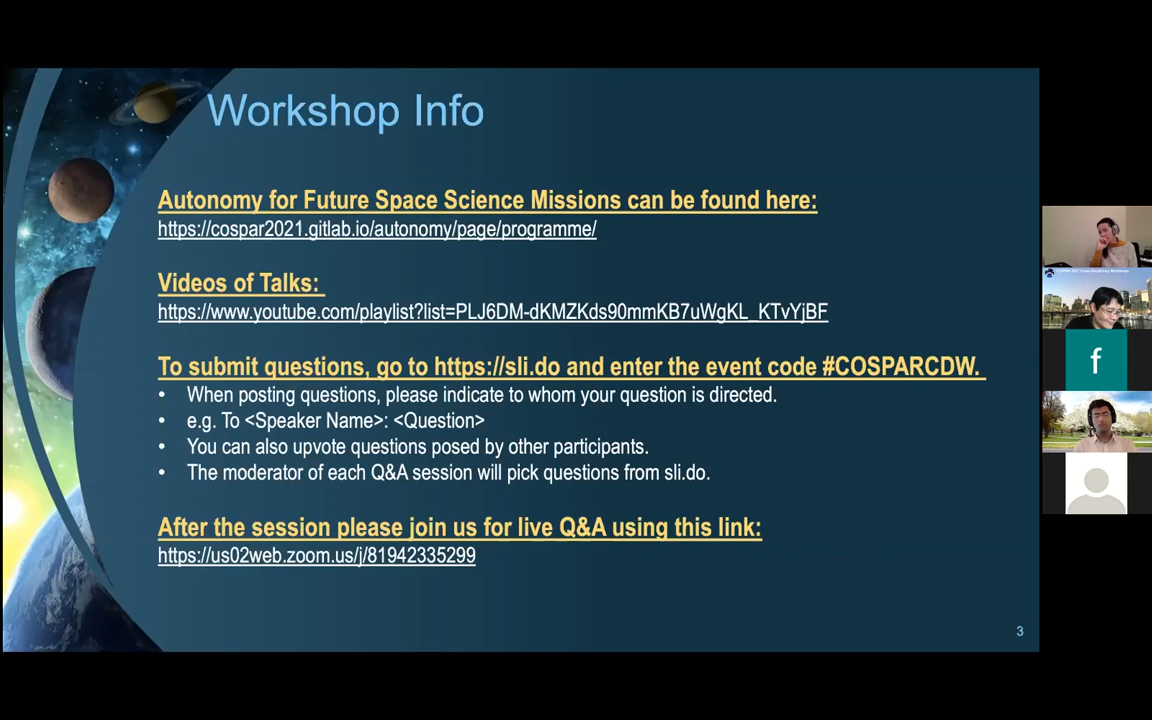 Workshop Info
Autonomy for Future Space Science Missions can be found here:
https://cospar2021.gitlab.io/autonomy/page/programme/
Videos of Talks:
https://www.youtube.com/playlist?list=PLJ6DM-dKMZKds90mmKB7uWgKL_KTvYjBF
To submit questions, go to https://sli.do and enter the event code #COSPARCDW.
• When posting questions, please indicate to whom your question is directed.
• e.g. To <Speaker Name>: <Question>
• You can also upvote questions posed by other participants.
• The moderator of each Q&A session will pick questions from sli.do.
After the session please join us for live Q&A using this link:
https://us02web.zoom.us/j/81942335299
3
COSPAR 2021 Cross-Disciplinary Workshops
f